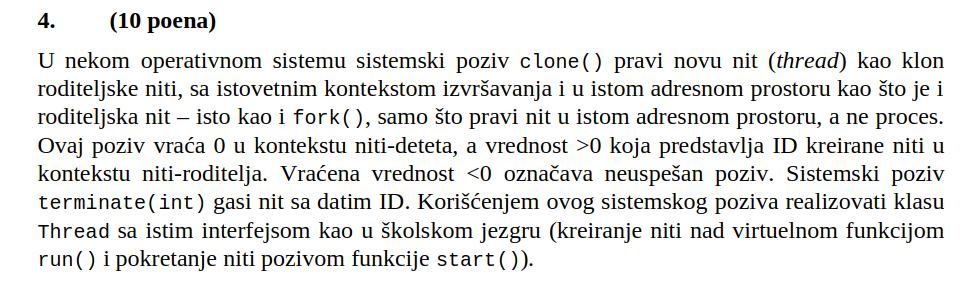 4. (10 poena)
U nekom operativnom sistemu sistemski poziv clone() pravi novu nit (thread) kao klon
roditeljske niti, sa istovetnim kontekstom izvršavanja i u istom adresnom prostoru kao što je i
roditeljska nit – isto kao i fork(), samo što pravi nit u istom adresnom prostoru, a ne proces.
Ovaj poziv vraća 0 u kontekstu niti-deteta, a vrednost >0 koja predstavlja ID kreirane niti u
kontekstu niti-roditelja. Vraćena vrednost <0 označava neuspešan poziv. Sistemski poziv
terminate(int) gasi nit sa datim ID. Korišćenjem ovog sistemskog poziva realizovati klasu
Thread sa istim interfejsom kao u školskom jezgru (kreiranje niti nad virtuelnom funkcijom
run() i pokretanje niti pozivom funkcije start()).